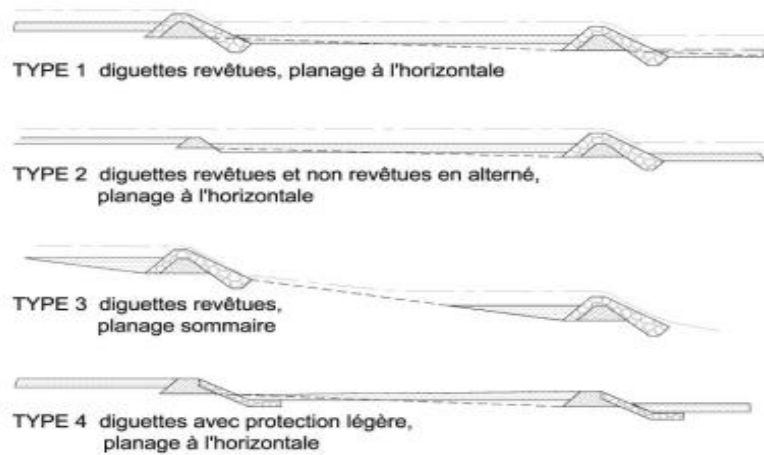 TYPE 1 diguettes revêtues, planage à l'horizontale
TYPE 2 diguettes revêtues et non revêtues en alterné,
planage à l'horizontale
TYPE 3 diguettes revêtues,
planage sommaire
TYPE 4 diguettes avec protection légère,
planage à l'horizontale